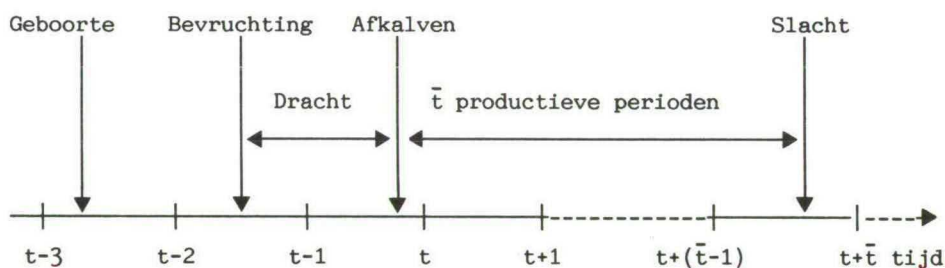 Geboorte Bevruchting Afkalven Slacht
Dracht t̄ productieve perioden
t-3 t-2 t-1 t t+1 t+(t̄-1) t+t̄ tijd